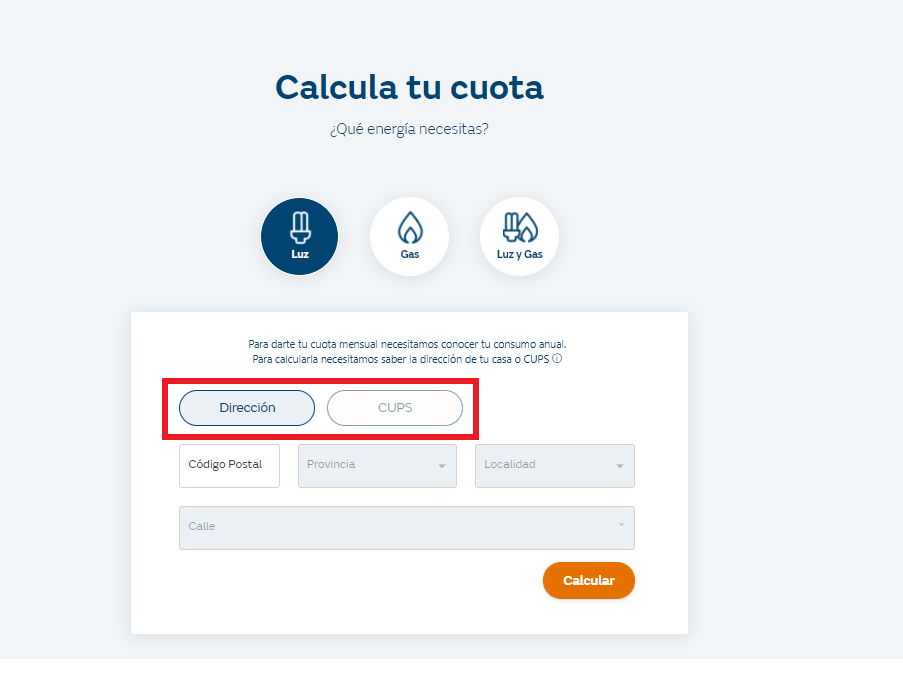 Calcula tu cuota
¿Qué energía necesitas?
Luz
Gas
Luz y Gas
Para darte tu cuota mensual necesitamos conocer tu consumo anual.
Para calcularla necesitamos saber la dirección de tu casa o CUPS
Dirección
CUPS
Código Postal
Provincia
Localidad
Calle
Calcular